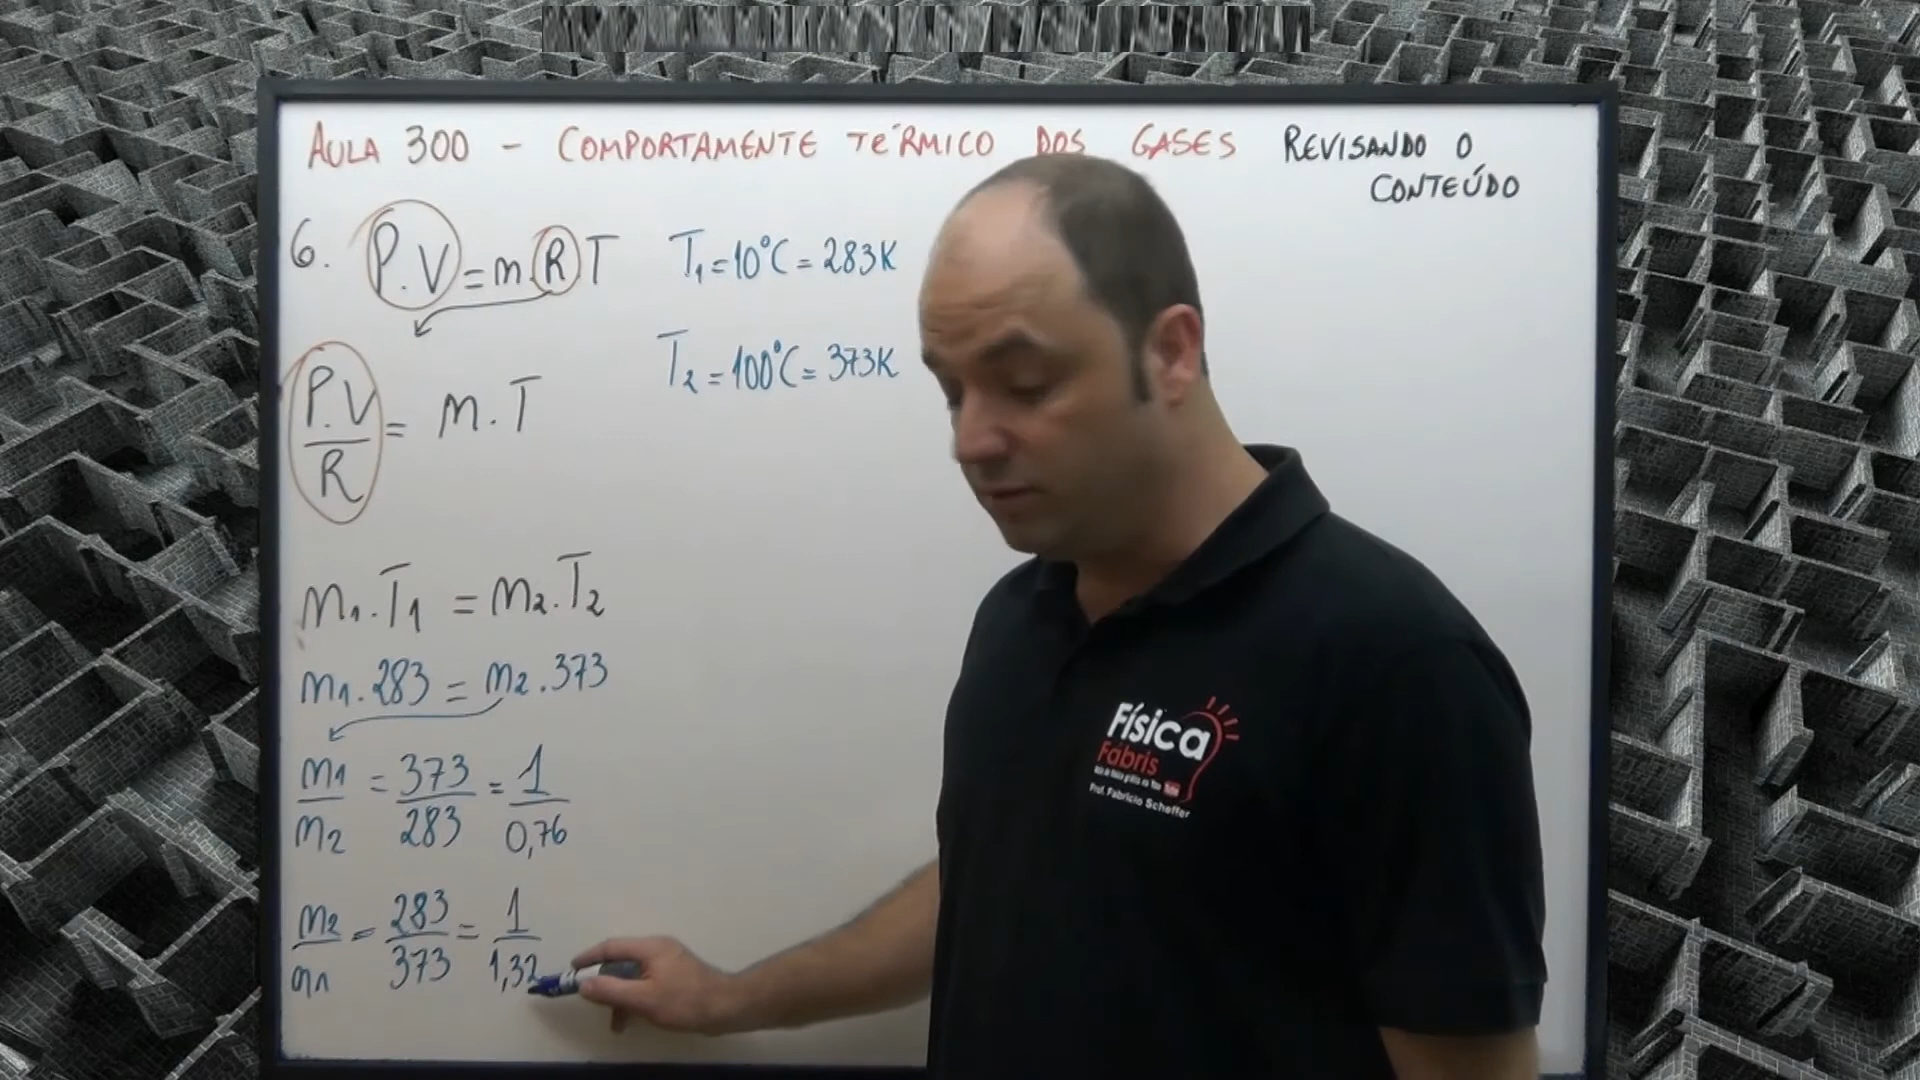 AULA 300 - COMPORTAMENTE TÉRMICO DOS GASES REVISANDO O
CONTEÚDO
6. P.V = m.RT T1 = 10°C = 283K
T2 = 100°C = 373K
P.V
R
= m.T
m1.T1 = m2.T2
m1.283 = m2.373
m1 = 373 = 1
m2 283 0,76
m2 = 283 = 1
m1 373 1,32
Física
Fábris
Prof. Fabricio Scheffer